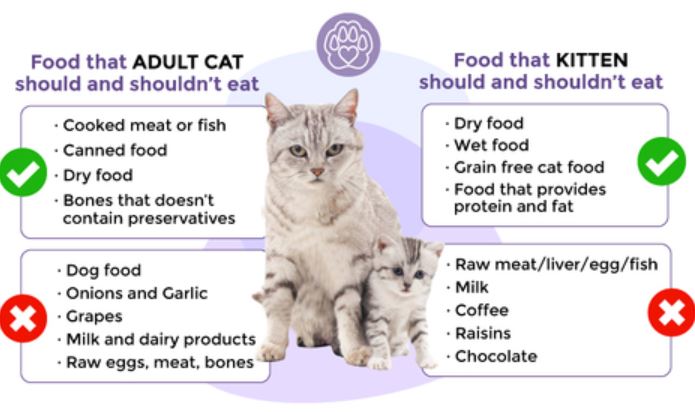 Food that ADULT CAT
should and shouldn't eat
· Cooked meat or fish
· Canned food
· Dry food
· Bones that doesn't
contain preservatives
· Dog food
· Onions and Garlic
· Grapes
· Milk and dairy products
· Raw eggs, meat, bones
Food that KITTEN
should and shouldn't eat
· Dry food
· Wet food
· Grain free cat food
· Food that provides
protein and fat
· Raw meat/liver/egg/fish
· Milk
· Coffee
· Raisins
· Chocolate